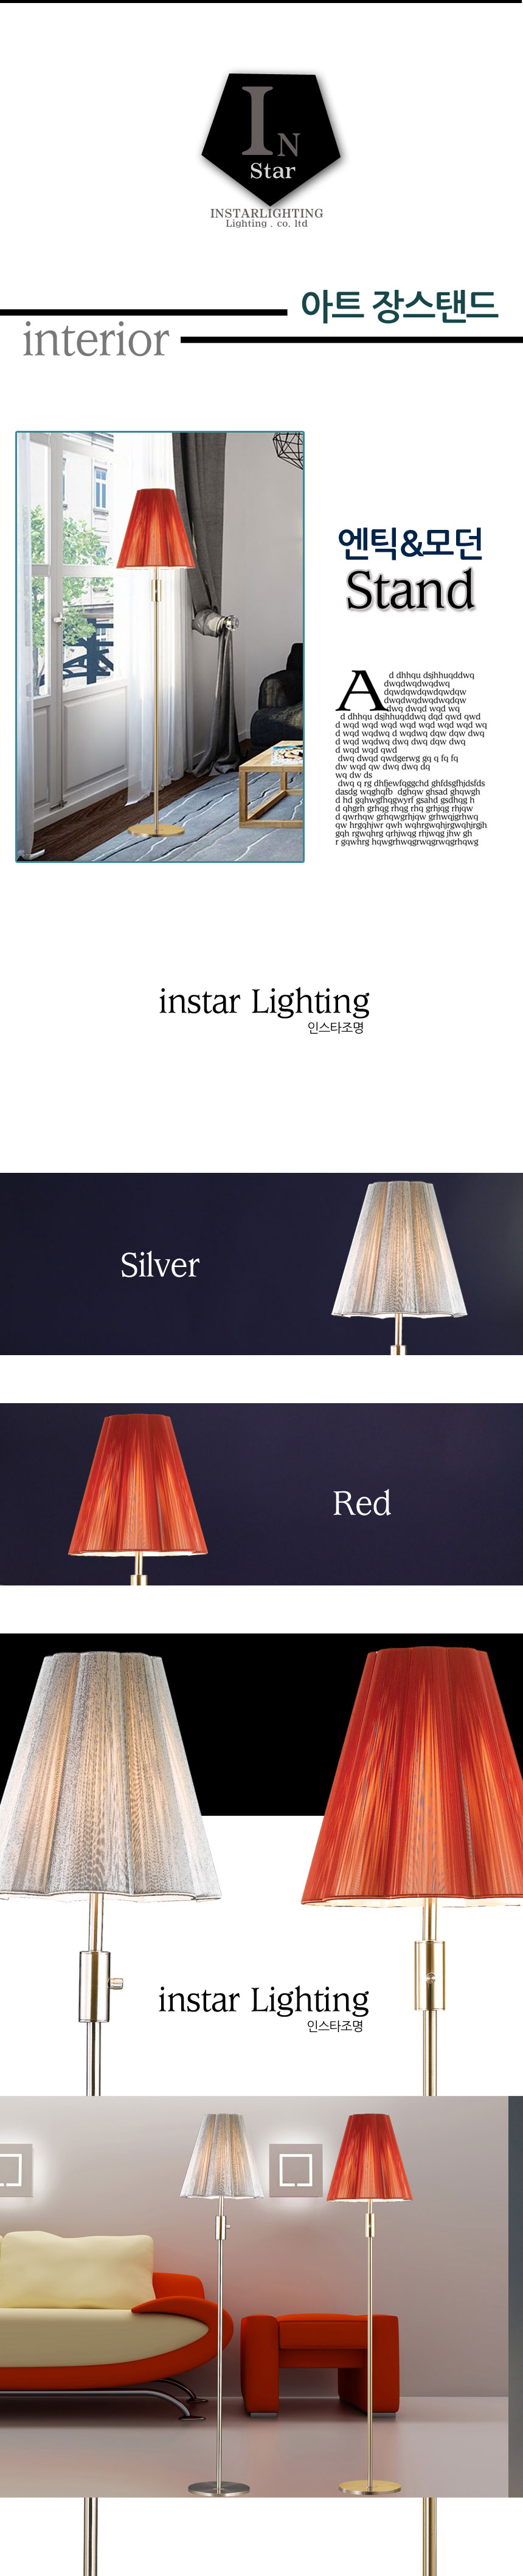 IN
Star
INSTARLIGHTING
Lighting . co. ltd
아트 장스탠드
interior
엔틱&모던
Stand
A d dhhqu dsjhhuqddwq
dwqdwqdwqdwq
dqwdqwdqwdqwdqw
dwqdwqdwqdwqdqw
dwq dwqd wqd wq
d dhhqu dsjhhuqddwq dqd qwd qwd
d wqd wqd wqd wqd wqd wqd wqd wq
d wqd wqdwq d wqdwq dqw dqw dwq
d wqd wqdwq dwq dwq dqw dwq
d wqd wqd qwd
dwq dwqd qwdgerwg gq q fq fq
dw wqd qw dwq dwq dq
wq dw ds
dwq q rg dhfjewfqggchd ghfdsgfhjdsfds
dasdg wqghqfb dghqw ghsad ghqwgh
d hd gqhwgfhqgwyrf gsahd gsdhqg h
d qhgrh grhqg rhqg rhq grhjqg rhjqw
d qwrhqw grhqwgrhjqw grhwqjgrhwq
qw hrgqhjwr qwh wqhrgwqhjrgwqhjrgjh
gqh rgwqhrg qrhjwqg rhjwqg jhw gh
r gqwhrg hqwgrhwqgrwqgrwqgrhqwg
instar Lighting
인스타조명
Silver
Red
instar Lighting
인스타조명